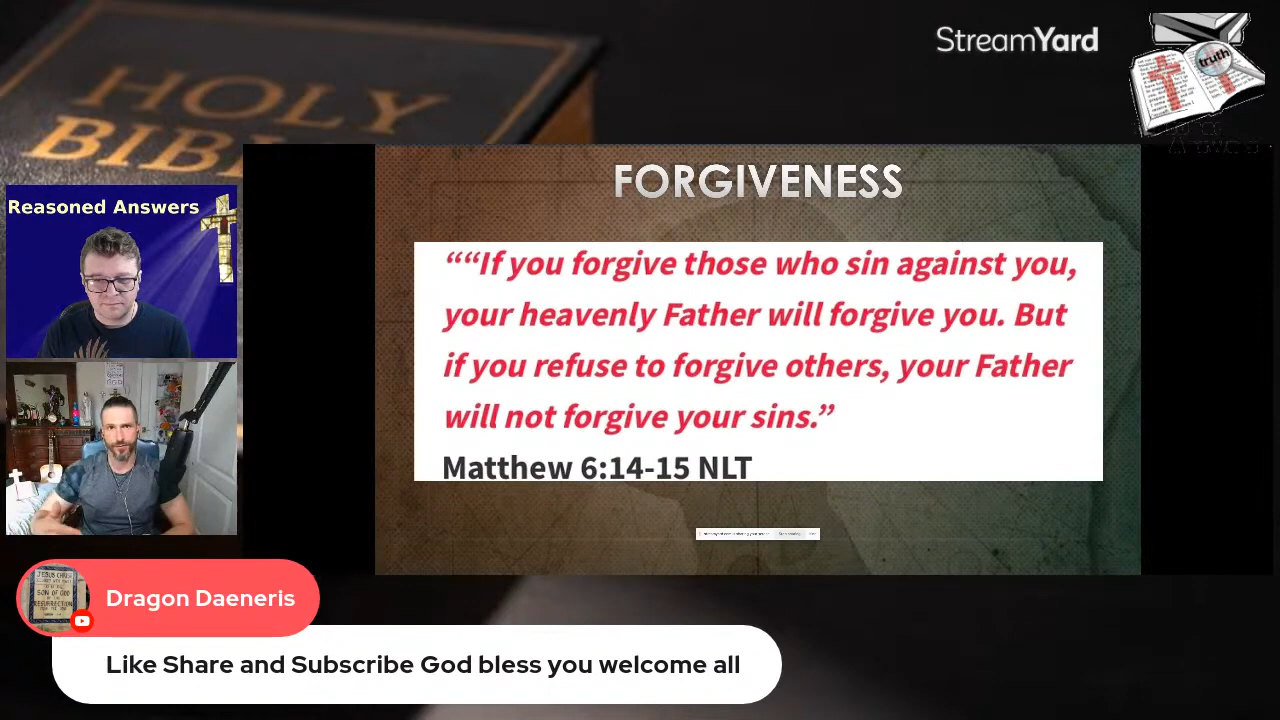 HOLY
BIBL
StreamYard
truth
Reasoned Answers
FORGIVENESS
““If you forgive those who sin against you,
your heavenly Father will forgive you. But
if you refuse to forgive others, your Father
will not forgive your sins.”
Matthew 6:14-15 NLT
Dragon Daeneris
Like Share and Subscribe God bless you welcome all